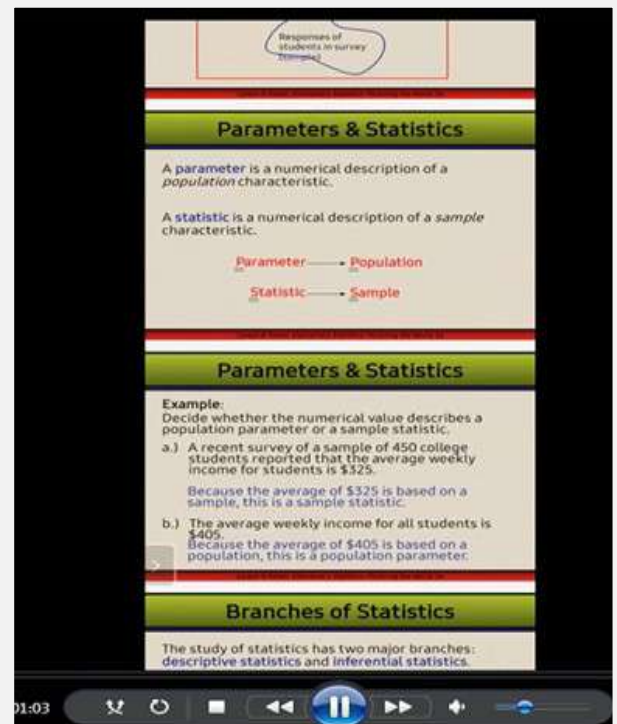 Responses of
students in survey
(sample)
Parameters & Statistics
A parameter is a numerical description of a
population characteristic.
A statistic is a numerical description of a sample
characteristic.
Parameter → Population
Statistic → Sample
Parameters & Statistics
Example:
Decide whether the numerical value describes a
population parameter or a sample statistic.
a.) A recent survey of a sample of 450 college
students reported that the average weekly
income for students is $325.
Because the average of $325 is based on a
sample, this is a sample statistic.
b.) The average weekly income for all students is
$405.
Because the average of $405 is based on a
population, this is a population parameter.
Branches of Statistics
The study of statistics has two major branches:
descriptive statistics and inferential statistics.
01:03